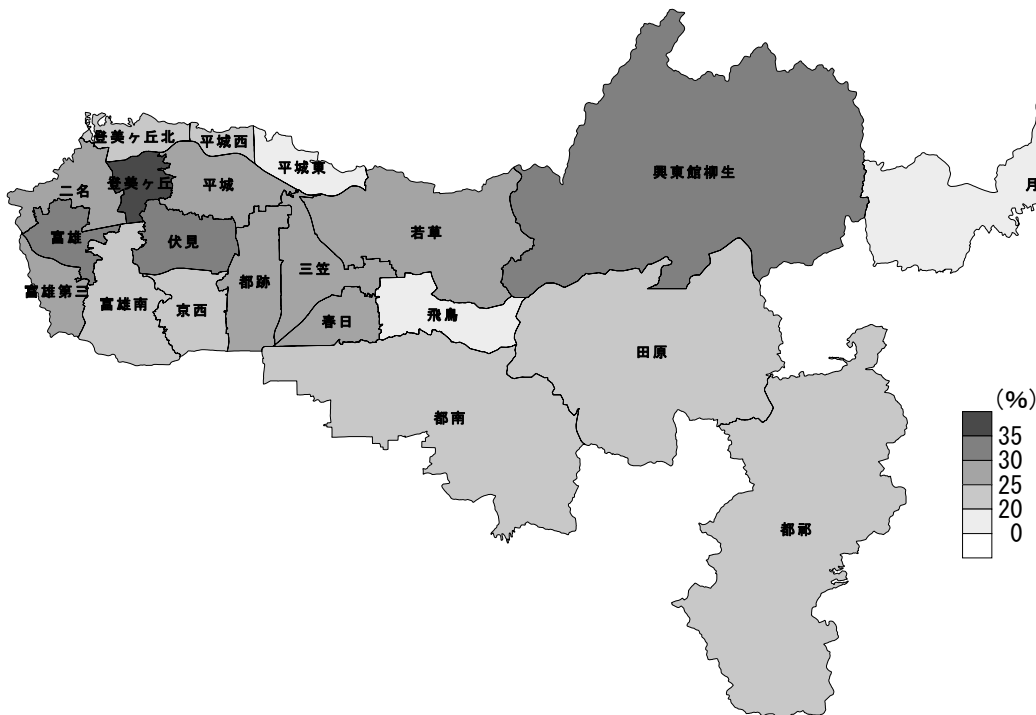 登美ヶ丘北
平城西
平城東
登美ヶ丘
平城
二名
興東館柳生
月
富雄
伏見
若草
都跡
三笠
富雄第三
富雄南
京西
春日
飛鳥
田原
都南
都祁
(%)
35
30
25
20
0